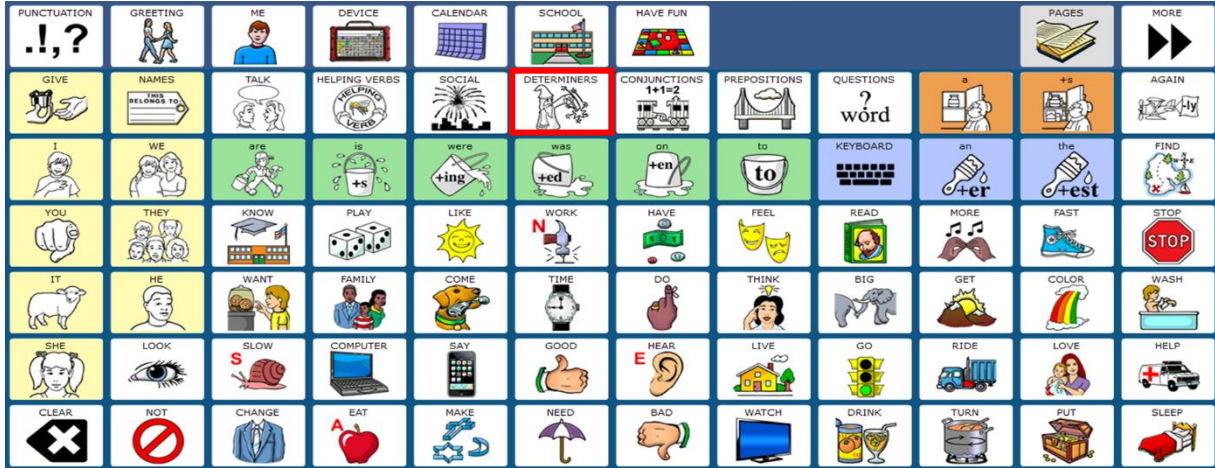 PUNCTUATION GREETING ME DEVICE CALENDAR SCHOOL HAVE FUN PAGES MORE
.!,?
GIVE NAMES TALK HELPING VERBS SOCIAL DETERMINERS CONJUNCTIONS PREPOSITIONS QUESTIONS a +s AGAIN
THIS BELONGS TO HELPING VERB 1+1=2 ? word -ly
I WE are is were was on to KEYBOARD an the FIND
+s +ing +ed +en to +er +est
YOU THEY KNOW PLAY LIKE WORK HAVE FEEL READ MORE FAST STOP
N STOP
IT HE WANT FAMILY COME TIME DO THINK BIG GET COLOR WASH
SHE LOOK SLOW COMPUTER SAY GOOD HEAR LIVE GO RIDE LOVE HELP
S E
CLEAR NOT CHANGE EAT MAKE NEED BAD WATCH DRINK TURN PUT SLEEP
A